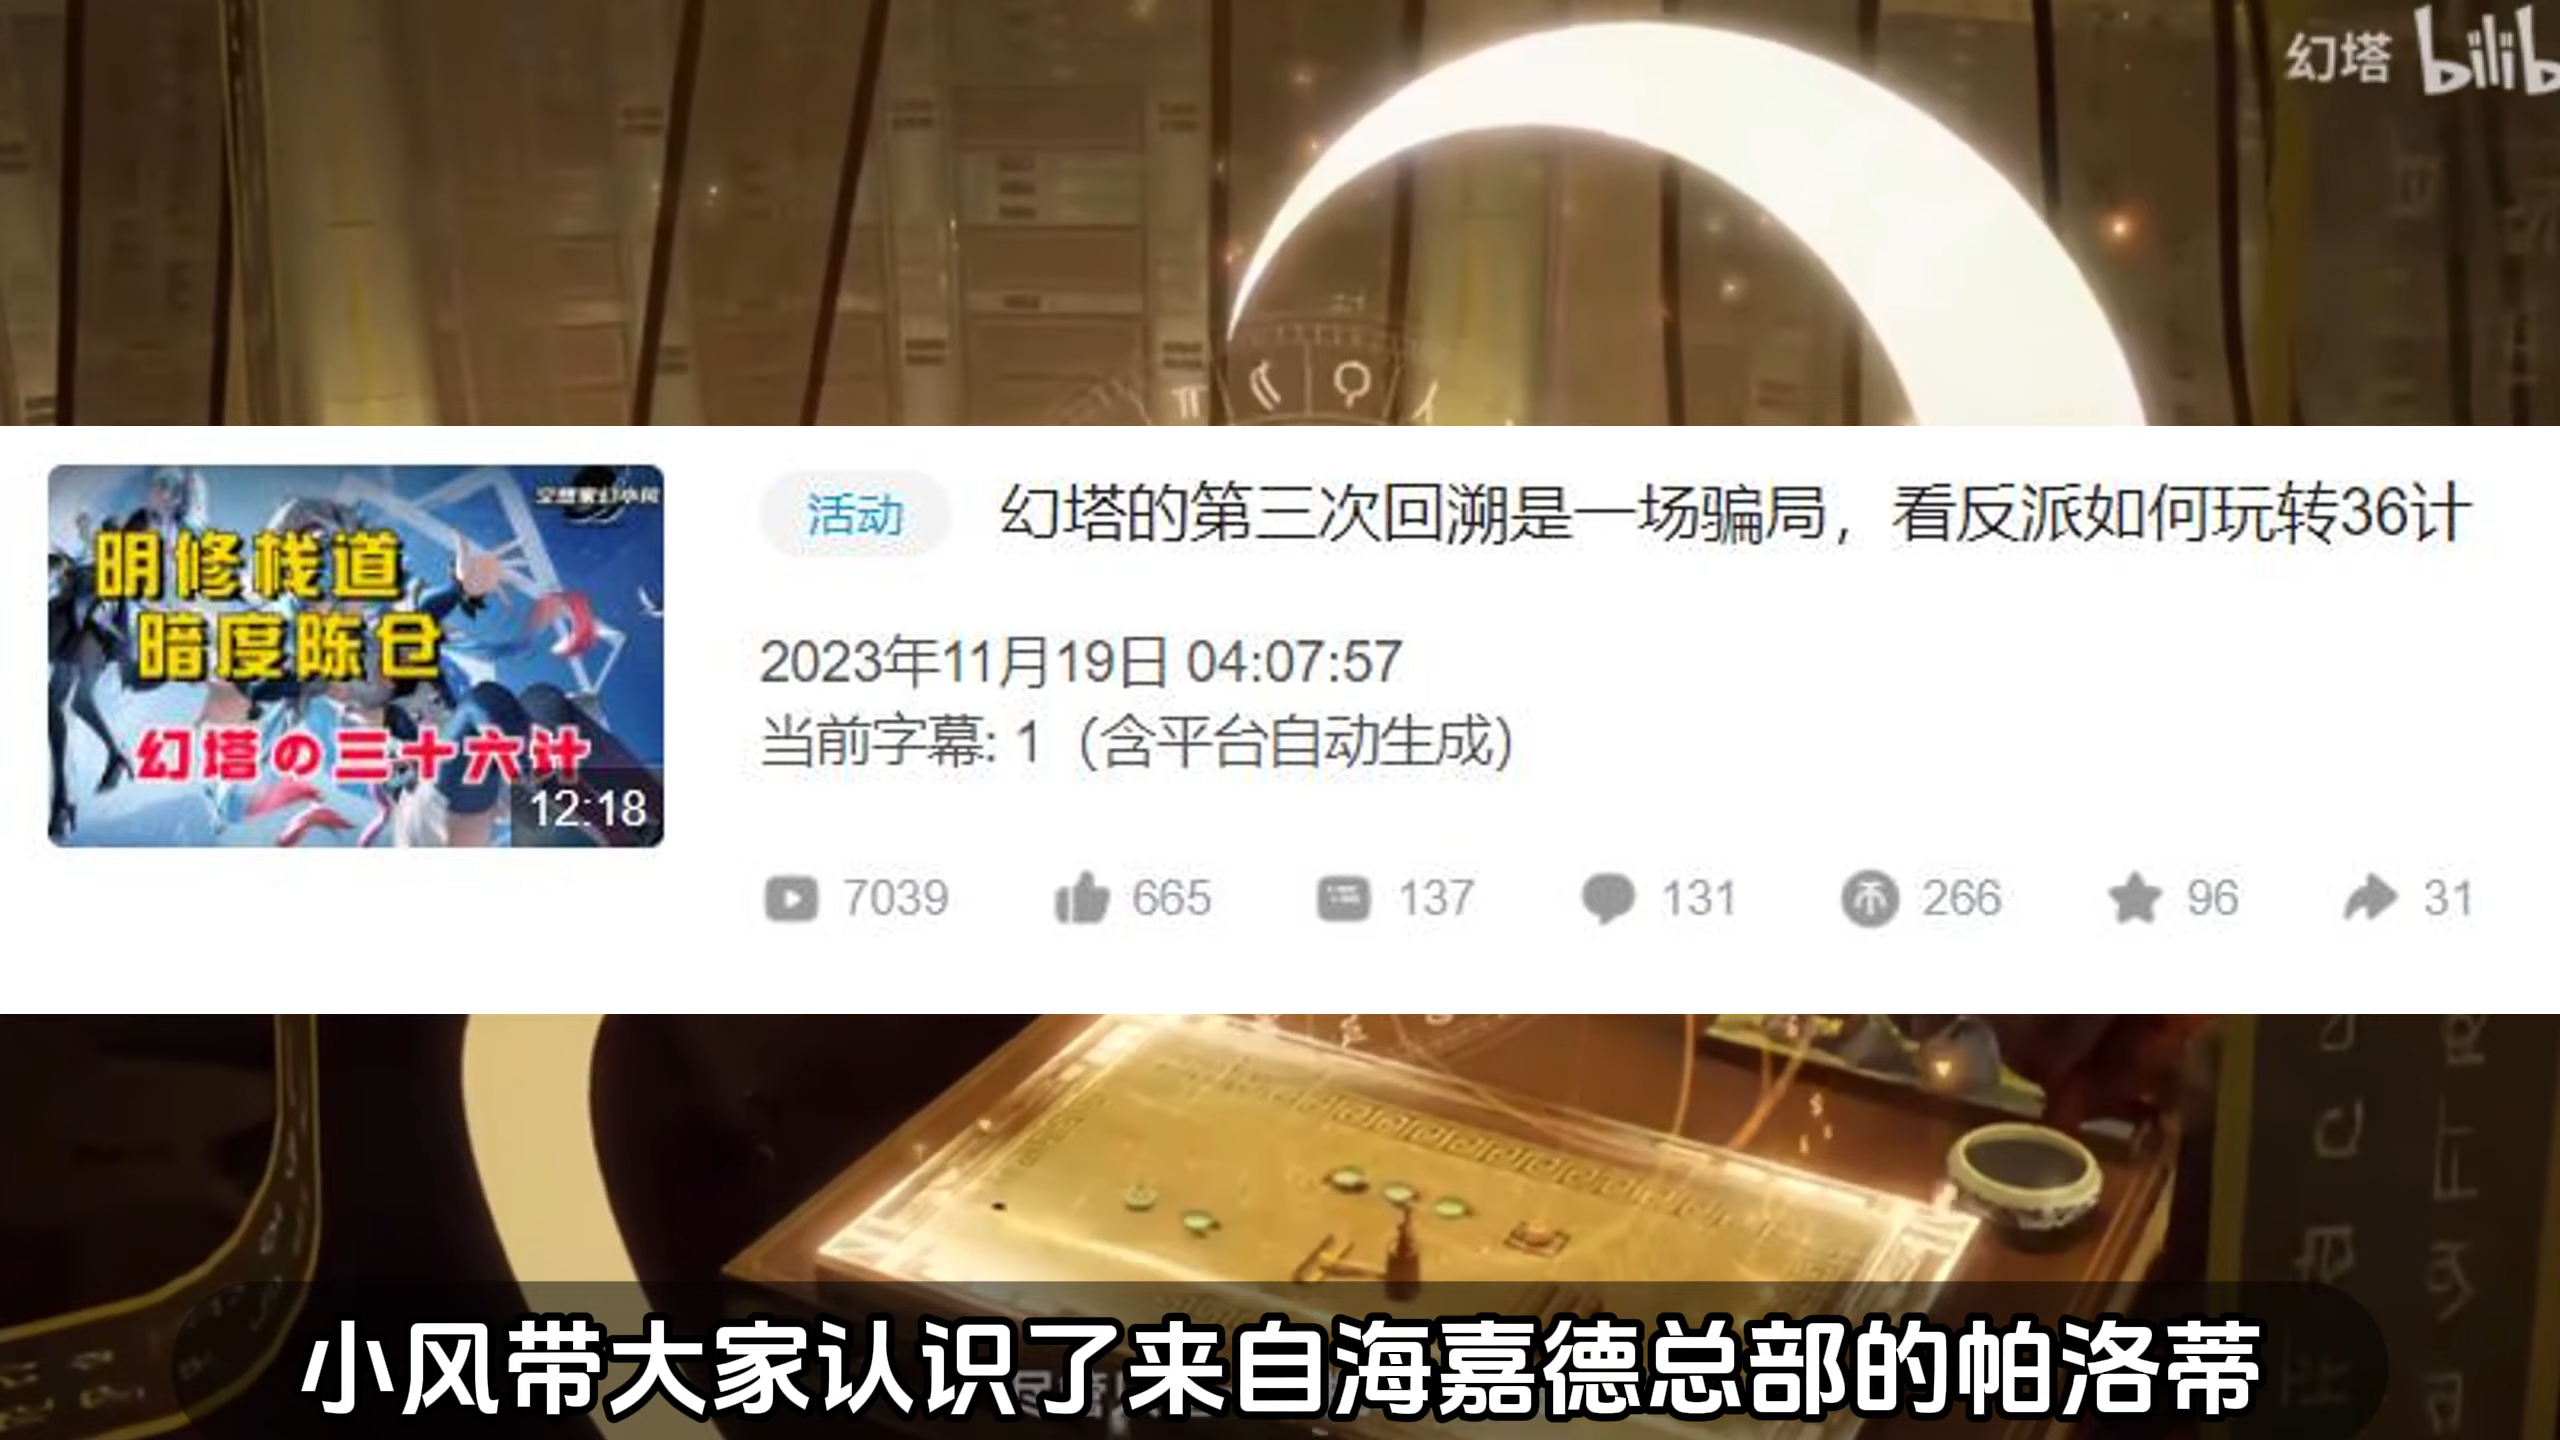 幻塔 bilib
明修栈道
暗度陈仓
幻塔の三十六计
12:18
活动 幻塔的第三次回溯是一场骗局，看反派如何玩转36计
2023年11月19日 04:07:57
当前字幕: 1（含平台自动生成）
7039 665 137 131 266 96 31
小风带大家认识了来自海嘉德总部的帕洛蒂